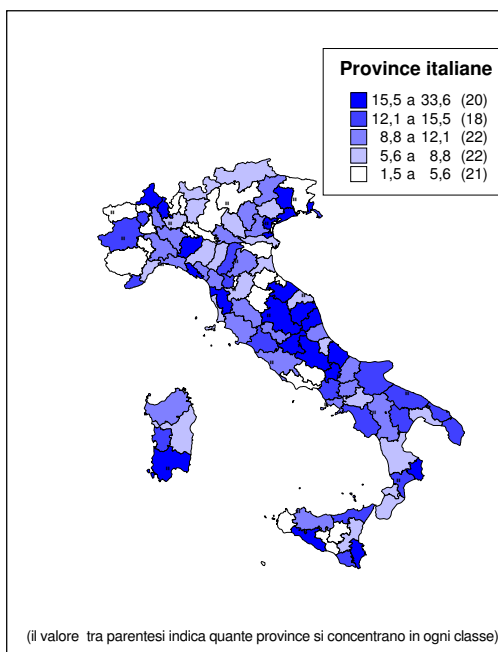 Province italiane
15,5 a 33,6 (20)
12,1 a 15,5 (18)
8,8 a 12,1 (22)
5,6 a 8,8 (22)
1,5 a 5,6 (21)
(il valore tra parentesi indica quante province si concentrano in ogni classe)